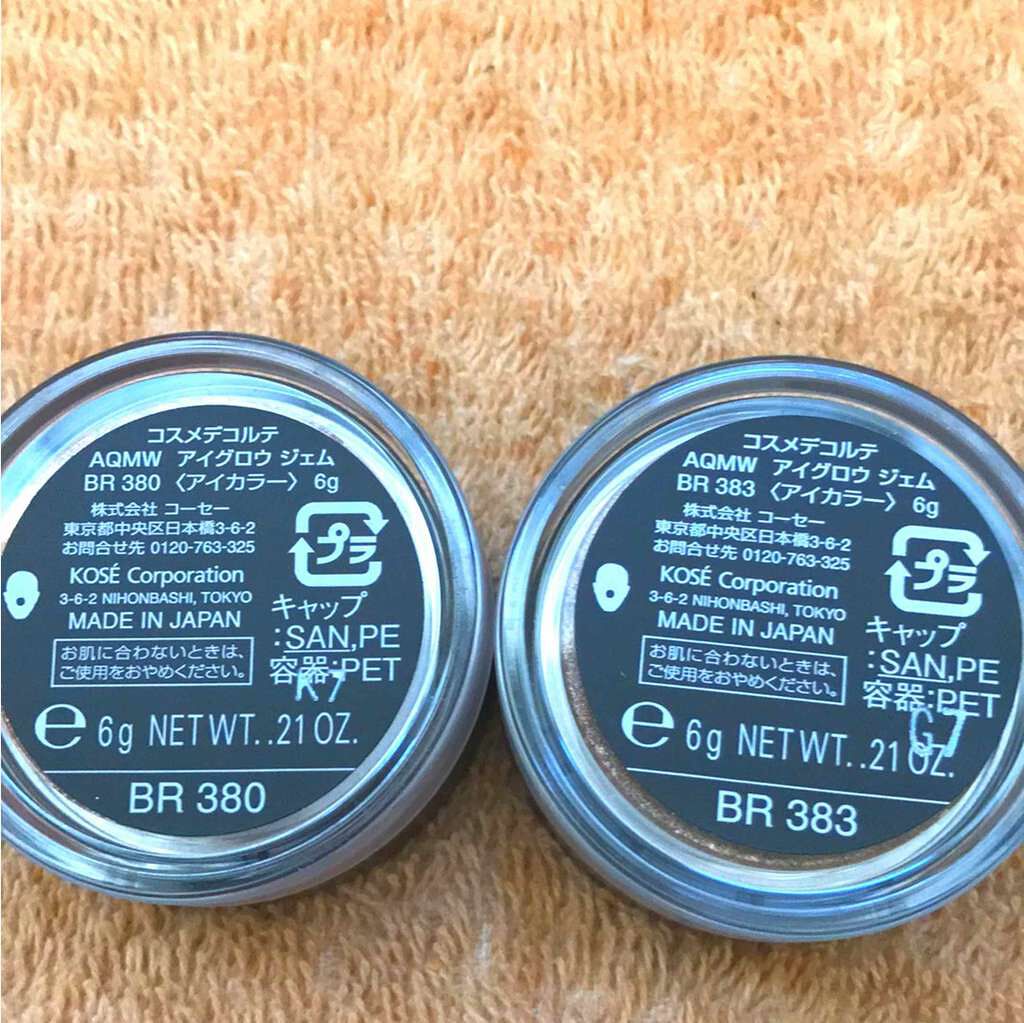 コスメデコルテ
AQMW アイグロウ ジェム
BR 380 〈アイカラー〉 6g
株式会社 コーセー
東京都中央区日本橋3-6-2
お問合せ先 0120-763-325
KOSÉ Corporation
3-6-2 NIHONBASHI, TOKYO
MADE IN JAPAN
お肌に合わないときは、
ご使用をおやめください。
プラ
キャップ
:SAN,PE
容器:PET
K7
e 6g NET WT..21 OZ.
BR 380
コスメデコルテ
AQMW アイグロウ ジェム
BR 383 〈アイカラー〉 6g
株式会社 コーセー
東京都中央区日本橋3-6-2
お問合せ先 0120-763-325
KOSÉ Corporation
3-6-2 NIHONBASHI, TOKYO
MADE IN JAPAN
お肌に合わないときは、
ご使用をおやめください。
プラ
キャップ
:SAN,PE
容器:PET
G7
e 6g NET WT..21 OZ.
BR 383